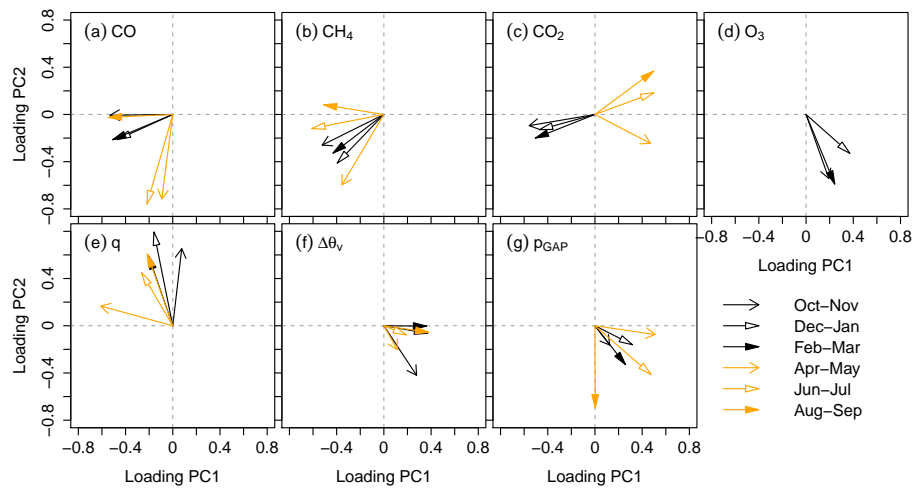 (a) CO
(b) CH₄
(c) CO₂
(d) O₃
Loading PC2
0.8
0.4
0
−0.4
−0.8
−0.8 −0.4 0 0.4 0.8
Loading PC1
(e) q
(f) Δθᵥ
(g) pGAP
Loading PC2
0.4
0
−0.4
−0.8
Oct−Nov
Dec−Jan
Feb−Mar
Apr−May
Jun−Jul
Aug−Sep
−0.8 −0.4 0 0.4 0.8
−0.4 0 0.4 0.8
−0.4 0 0.4 0.8
Loading PC1
Loading PC1
Loading PC1